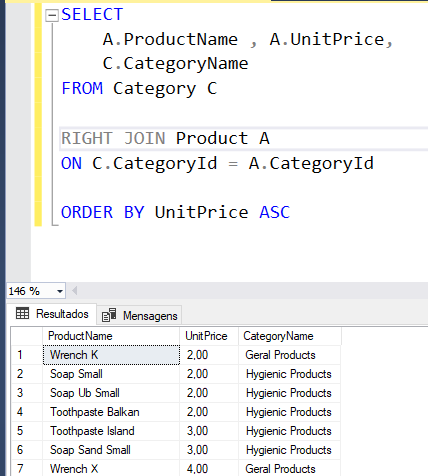 SELECT
A.ProductName , A.UnitPrice,
C.CategoryName
FROM Category C
RIGHT JOIN Product A
ON C.CategoryId = A.CategoryId
ORDER BY UnitPrice ASC
146 %
Resultados Mensagens
ProductName UnitPrice CategoryName
1 Wrench K 2,00 Geral Products
2 Soap Small 2,00 Hygienic Products
3 Soap Ub Small 2,00 Hygienic Products
4 Toothpaste Balkan 2,00 Hygienic Products
5 Toothpaste Island 3,00 Hygienic Products
6 Soap Sand Small 3,00 Hygienic Products
7 Wrench X 4,00 Geral Products